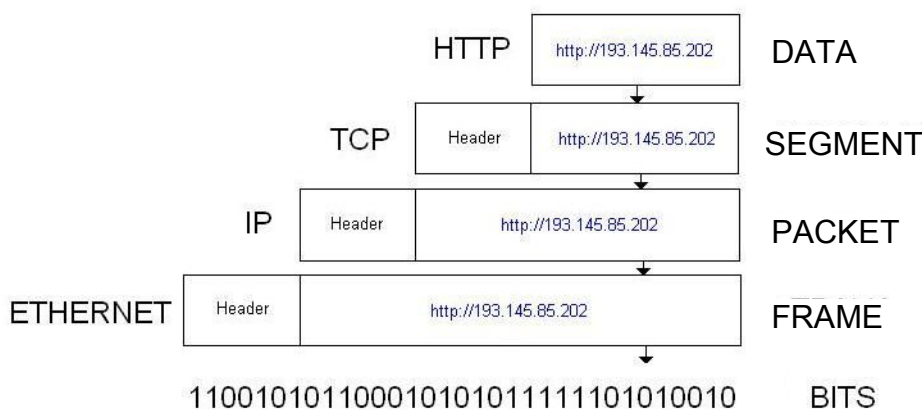 HTTP http://193.145.85.202 DATA
TCP Header http://193.145.85.202 SEGMENT
IP Header http://193.145.85.202 PACKET
ETHERNET Header http://193.145.85.202 FRAME
110010101100010101011111101010010 BITS